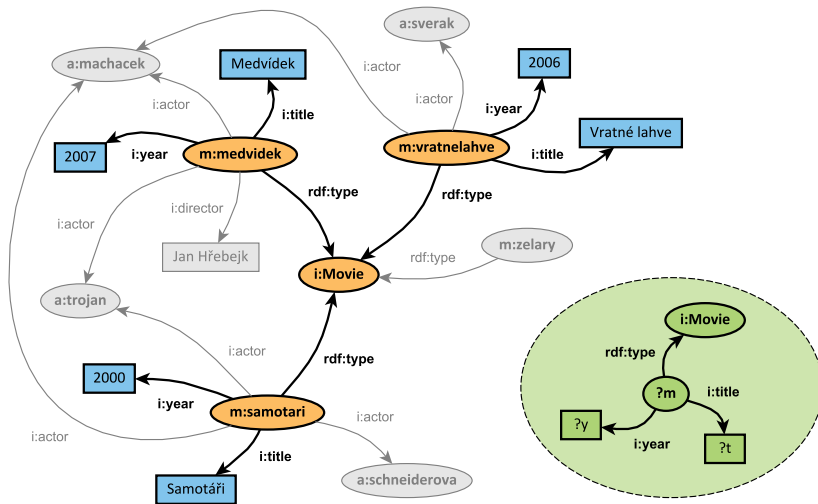 a:sverak
i:actor
a:machacek
Medvídek
2006
i:actor
i:actor
i:title
i:year
Vratné lahve
2007
i:year
m:medvidek
m:vratnelahve
i:title
rdf:type
rdf:type
i:actor
i:director
Jan Hřebejk
rdf:type
m:zelary
i:Movie
a:trojan
i:Movie
i:actor
rdf:type
rdf:type
2000
i:year
m:samotari
?m
i:title
?y
i:year
?t
i:actor
i:title
i:actor
Samotáři
a:schneiderova